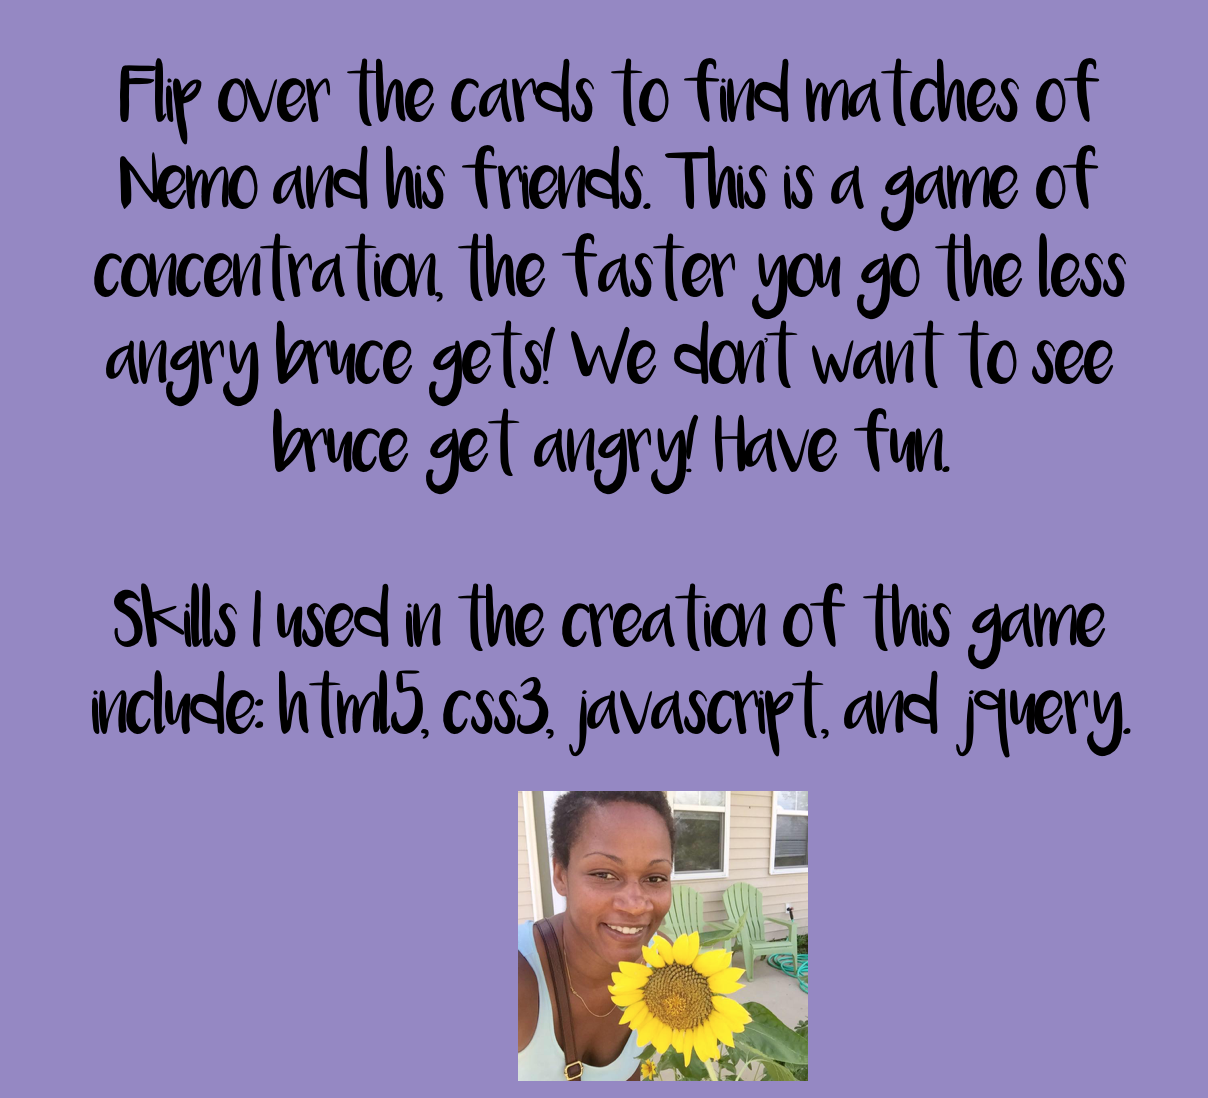 Flip over the cards to find matches of
Nemo and his friends. This is a game of
concentration, the faster you go the less
angry bruce gets! We don't want to see
bruce get angry! Have fun.
Skills I used in the creation of this game
include: html5, css3, javascript, and jquery.